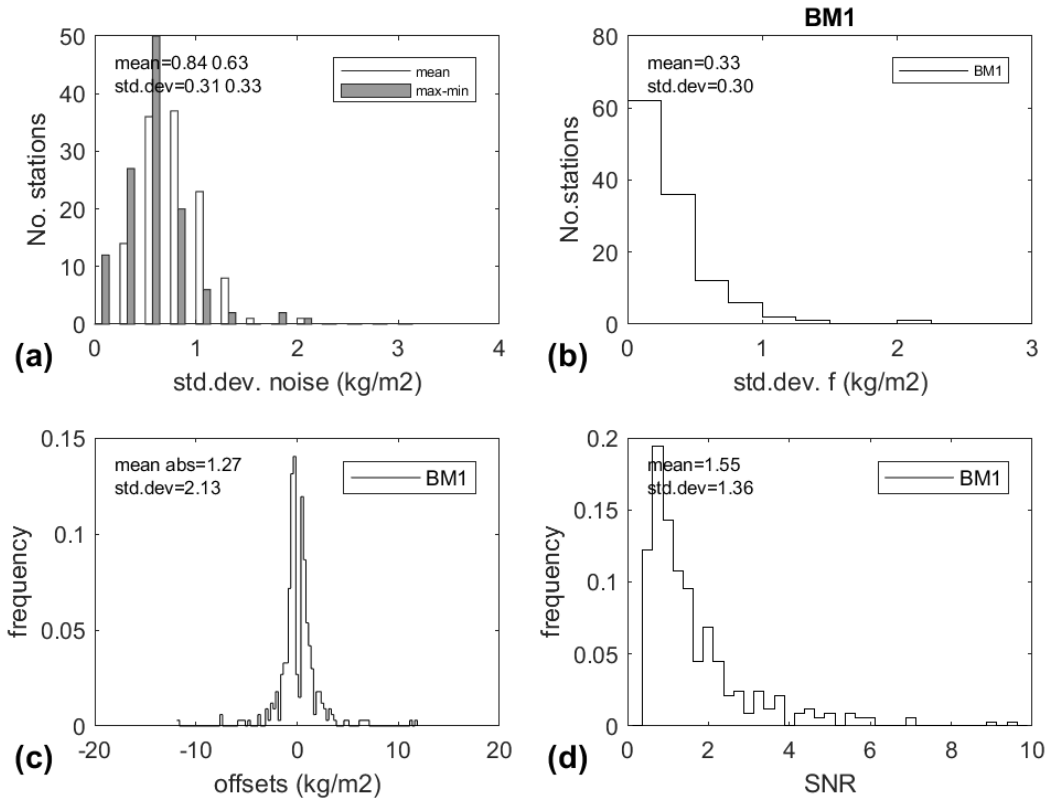 mean=0.84 0.63
std.dev=0.31 0.33
mean
max-min
50
40
30
20
10
0
No. stations
0
1
2
3
4
std.dev. noise (kg/m2)
(a)
BM1
mean=0.33
std.dev=0.30
BM1
80
60
40
20
0
No.stations
0
1
2
3
std.dev. f (kg/m2)
(b)
mean abs=1.27
std.dev=2.13
BM1
0.15
0.1
0.05
0
frequency
-20
-10
0
10
20
offsets (kg/m2)
(c)
mean=1.55
std.dev=1.36
BM1
0.2
0.15
0.1
0.05
0
frequency
0
2
4
6
8
10
SNR
(d)